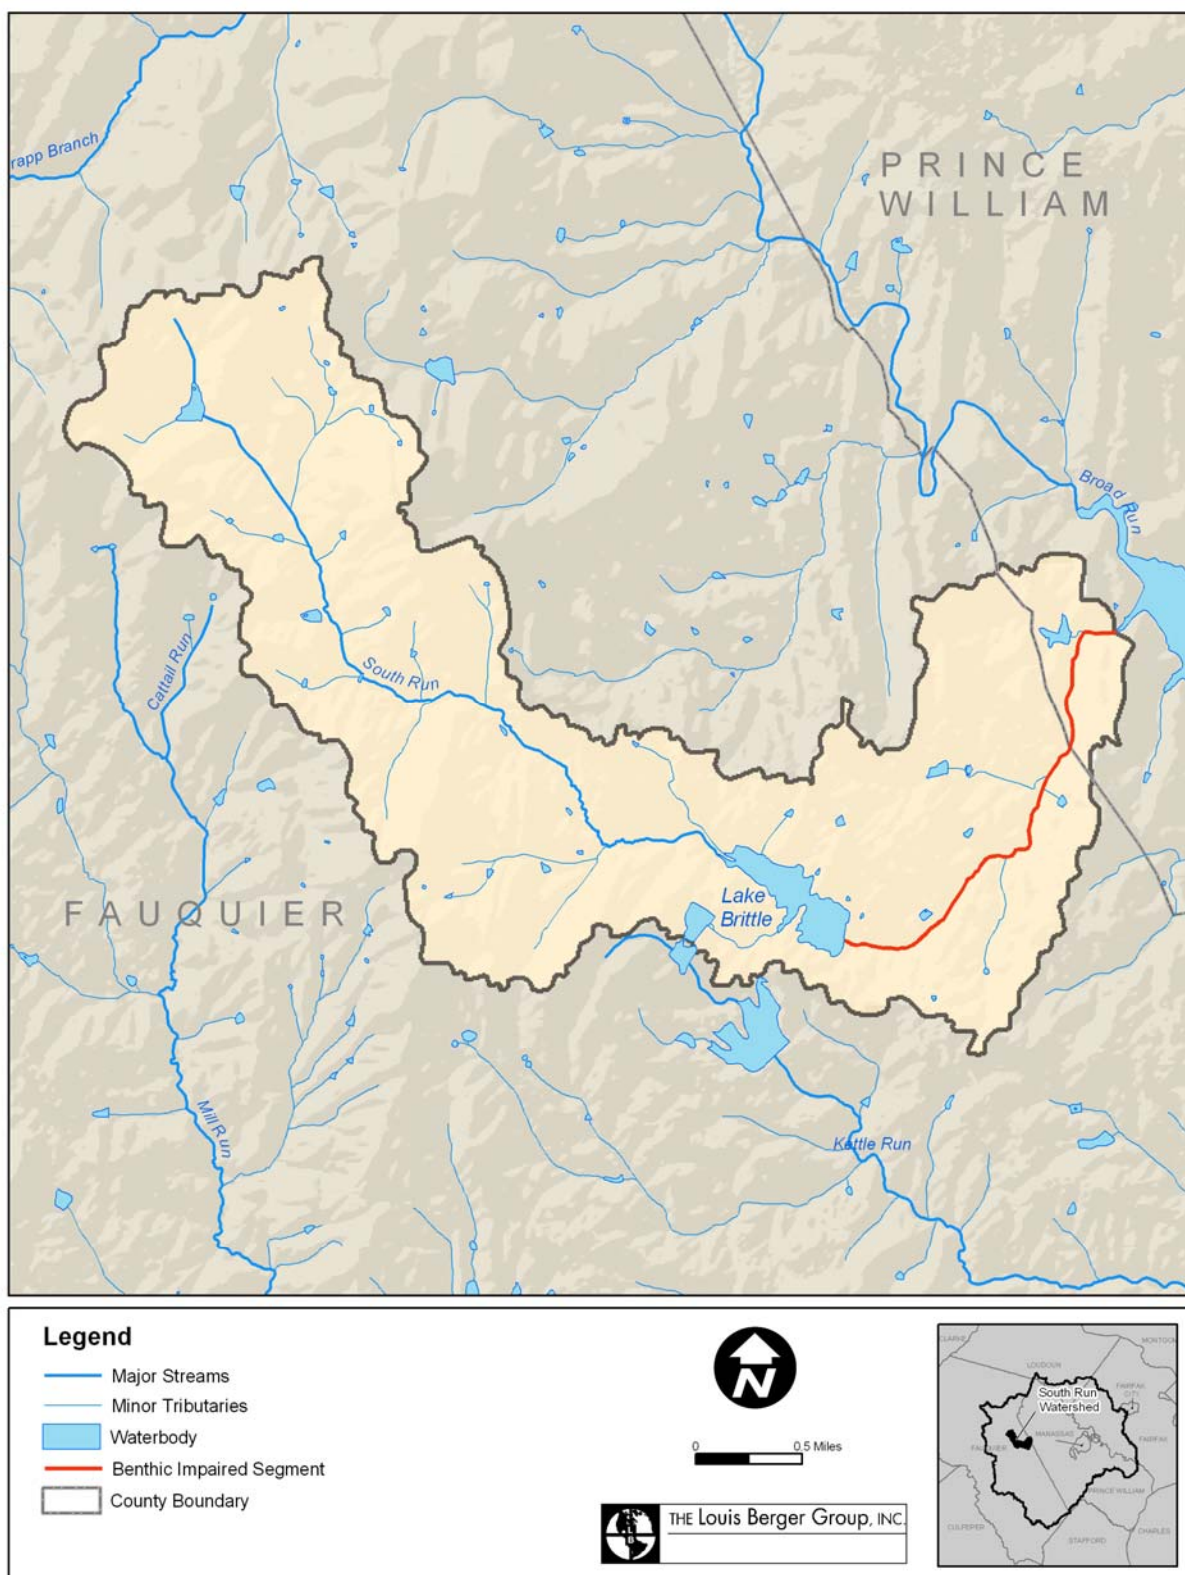 rapp Branch
PRINCE
WILLIAM
Broad Run
Cattail Run
South Run
FAUQUIER
Lake
Brittle
Mill Run
Kettle Run
Legend
Major Streams
Minor Tributaries
Waterbody
Benthic Impaired Segment
County Boundary
N
0 0.5 Miles
THE Louis Berger Group, INC.
CLARKE
MONTGOM
LOUDOUN
FAIRFAX
CITY
South Run
Watershed
MANASSAS
FAUQUIER
FAIRFAX
PRINCE WILLIAM
CULPEPER
STAFFORD
CHARLES